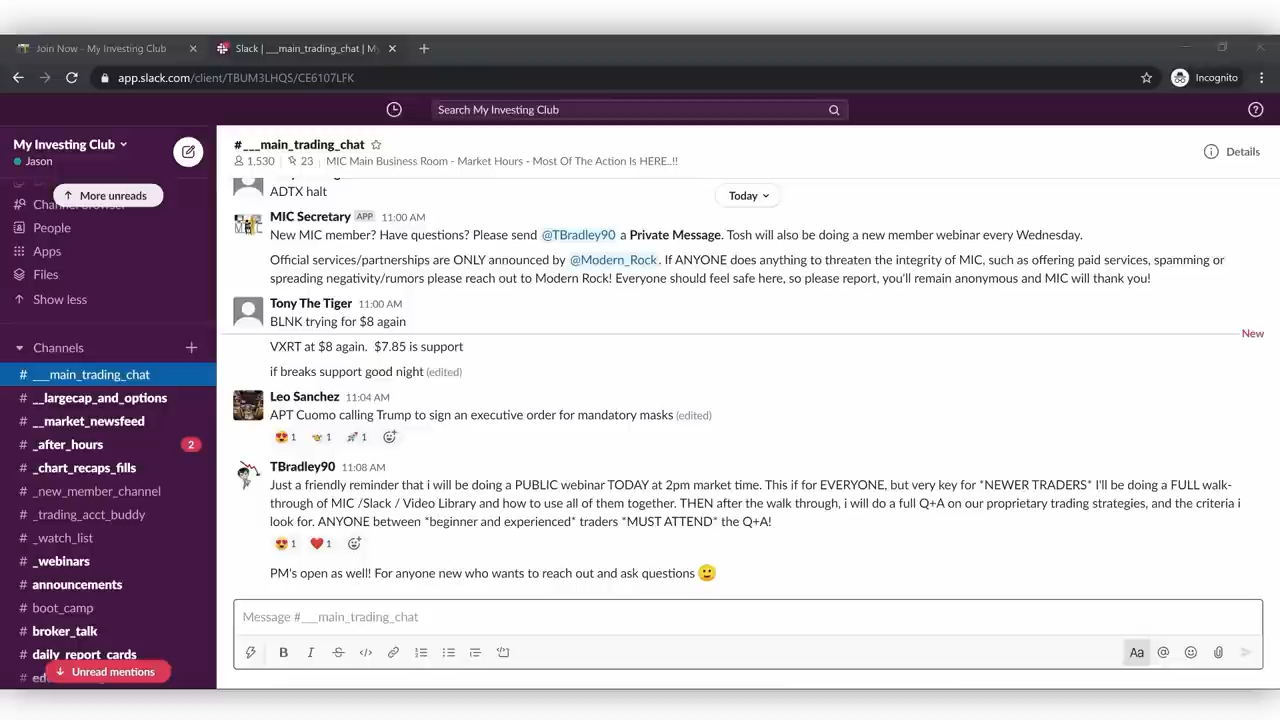 Join Now - My Investing Club
Slack | ___main_trading_chat | M
app.slack.com/client/TBUM3LHQS/CE6107LFK
Incognito
Search My Investing Club
My Investing Club
Jason
More unreads
People
Apps
Files
Show less
Channels
# ___main_trading_chat
# __largecap_and_options
# __market_newsfeed
# _after_hours 2
# _chart_recaps_fills
# _new_member_channel
# _trading_acct_buddy
# _watch_list
# _webinars
# announcements
# boot_camp
# broker_talk
# daily_report_cards
Unread mentions
#___main_trading_chat
1,530 | 23 | MIC Main Business Room - Market Hours - Most Of The Action Is HERE..!!
Details
Today
ADTX halt
MIC Secretary APP 11:00 AM
New MIC member? Have questions? Please send @TBradley90 a Private Message. Tosh will also be doing a new member webinar every Wednesday.
Official services/partnerships are ONLY announced by @Modern_Rock. If ANYONE does anything to threaten the integrity of MIC, such as offering paid services, spamming or
spreading negativity/rumors please reach out to Modern Rock! Everyone should feel safe here, so please report, you'll remain anonymous and MIC will thank you!
Tony The Tiger 11:00 AM
BLNK trying for $8 again
New
VXRT at $8 again. $7.85 is support
if breaks support good night (edited)
Leo Sanchez 11:04 AM
APT Cuomo calling Trump to sign an executive order for mandatory masks (edited)
1 1 1
TBradley90 11:08 AM
Just a friendly reminder that i will be doing a PUBLIC webinar TODAY at 2pm market time. This if for EVERYONE, but very key for *NEWER TRADERS* I'll be doing a FULL walk-
through of MIC /Slack / Video Library and how to use all of them together. THEN after the walk through, i will do a full Q+A on our proprietary trading strategies, and the criteria i
look for. ANYONE between *beginner and experienced* traders *MUST ATTEND* the Q+A!
1 1
PM's open as well! For anyone new who wants to reach out and ask questions
Message #___main_trading_chat
B I S </> Aa @